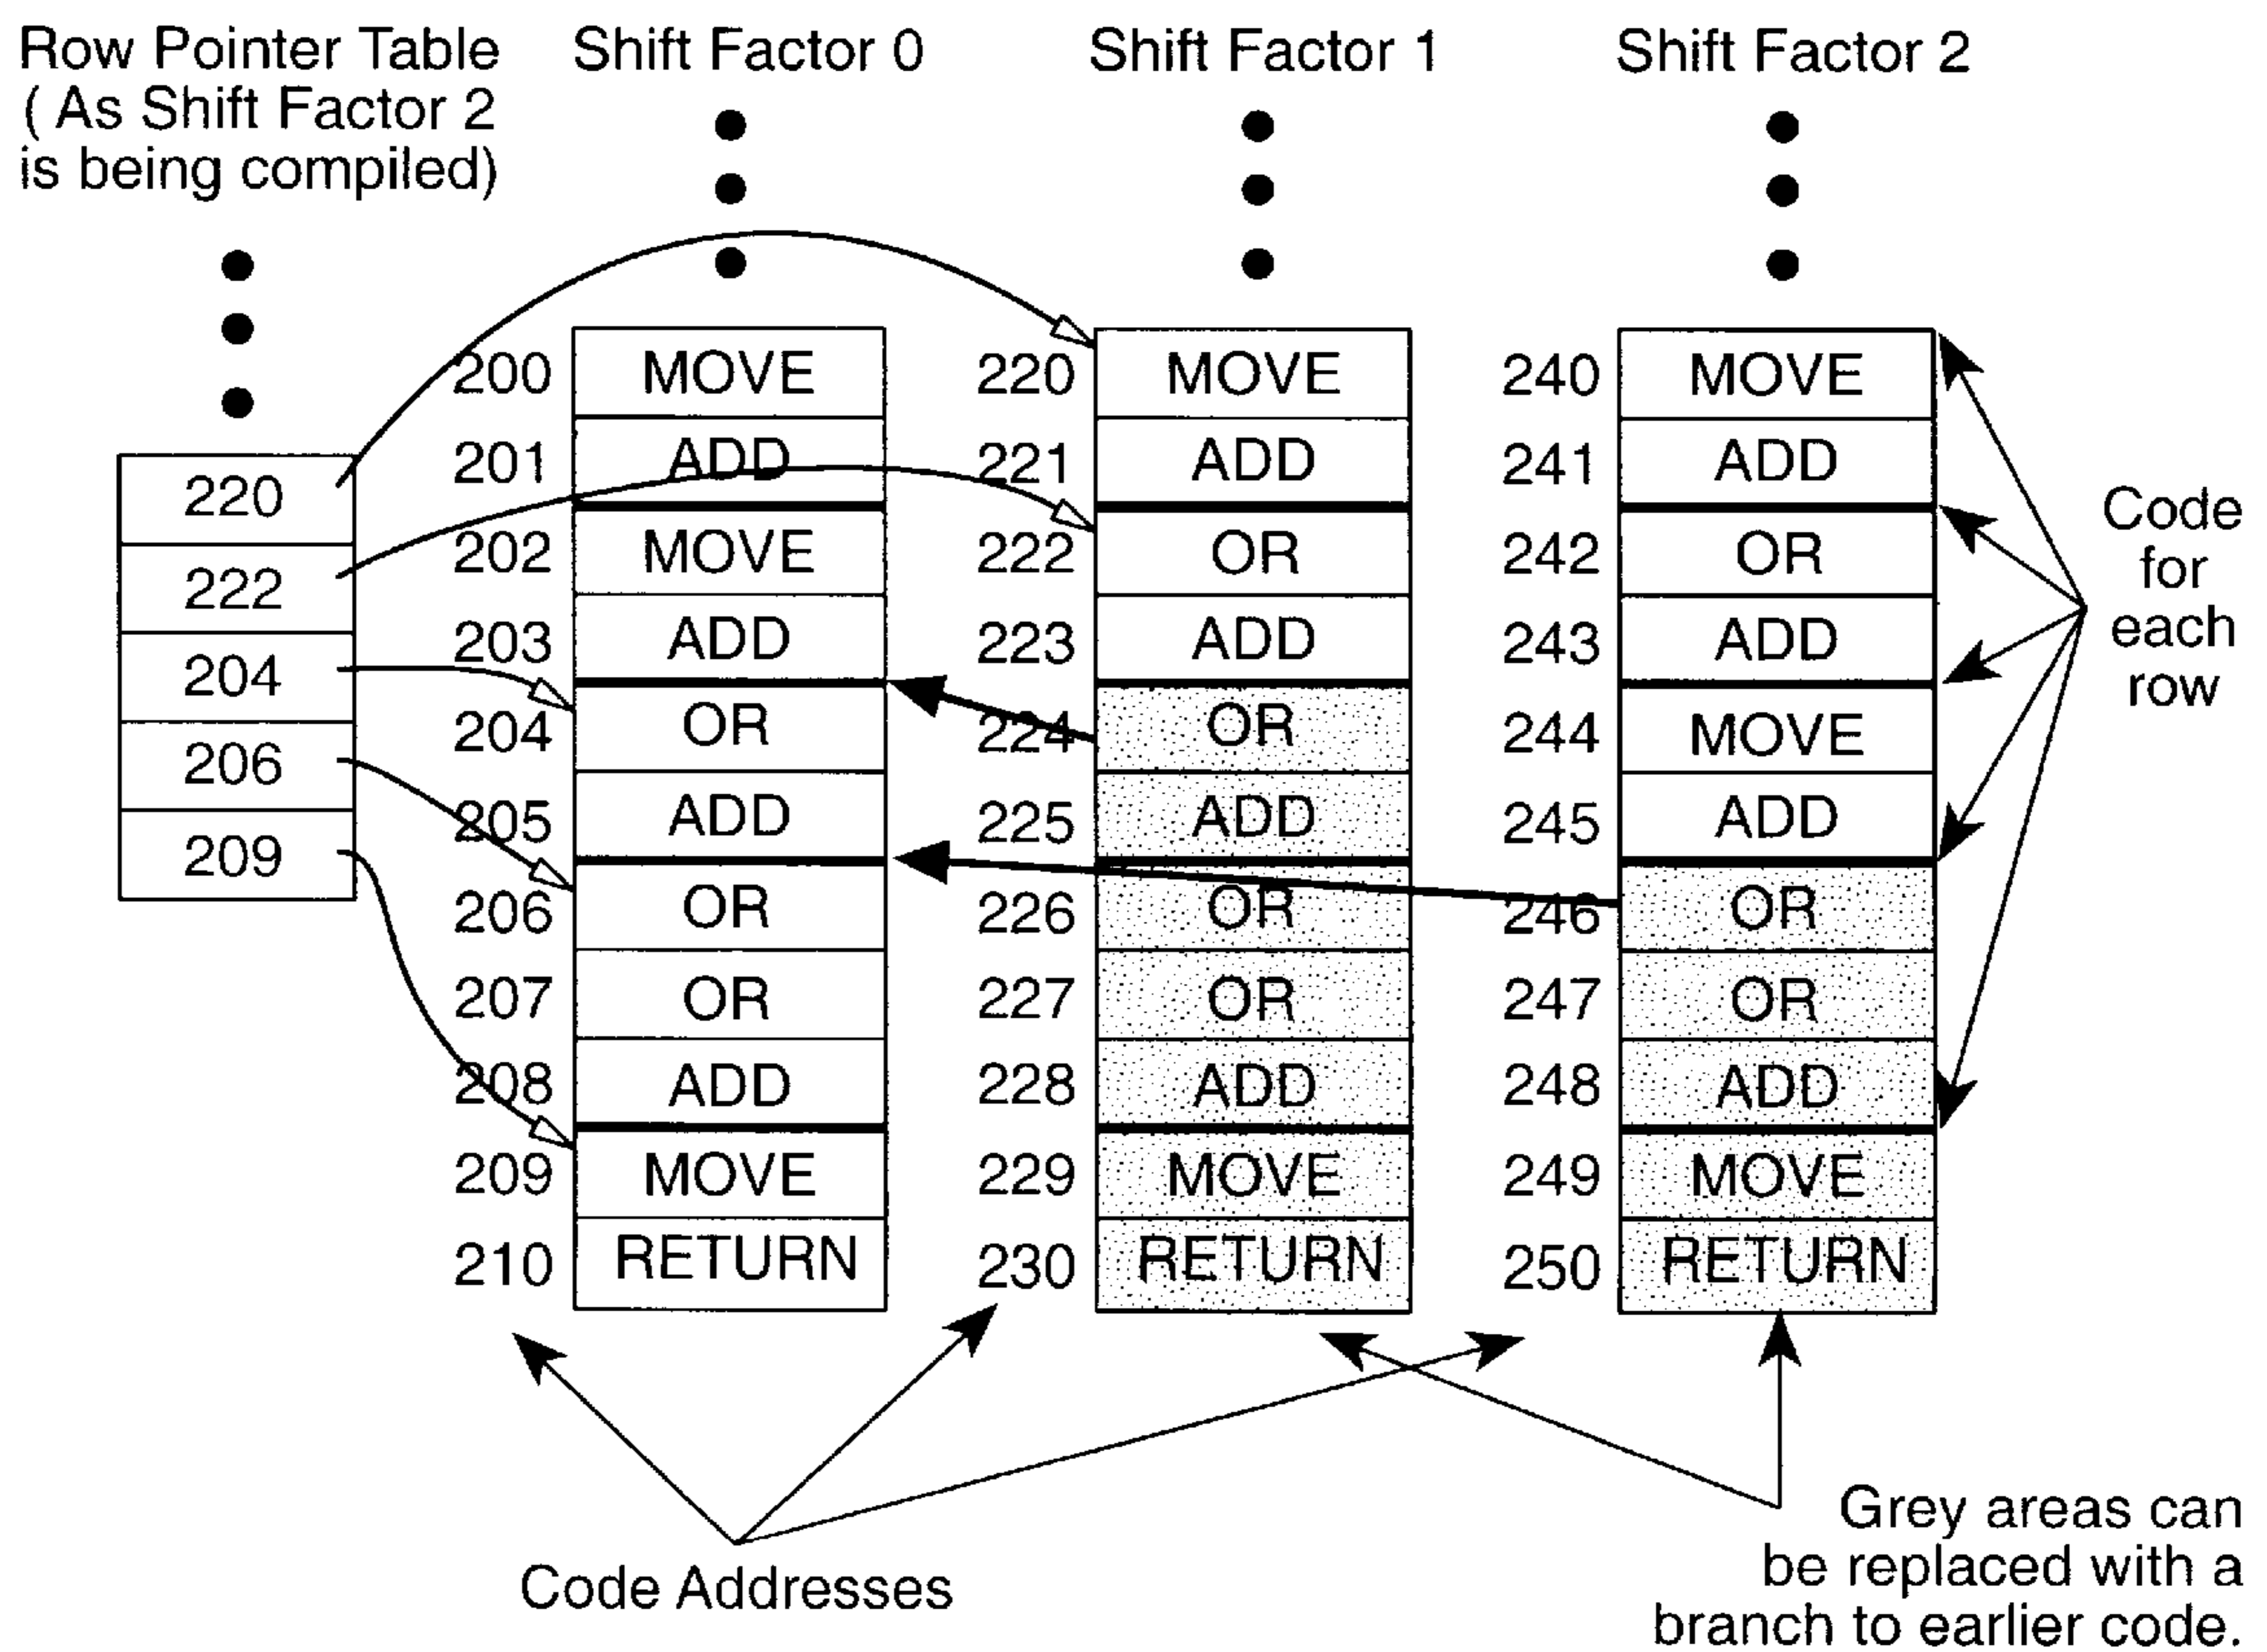 Row Pointer Table
( As Shift Factor 2
is being compiled)
220
222
204
206
209
Shift Factor 0
200 MOVE
201 ADD
202 MOVE
203 ADD
204 OR
205 ADD
206 OR
207 OR
208 ADD
209 MOVE
210 RETURN
Shift Factor 1
220 MOVE
221 ADD
222 OR
223 ADD
224 OR
225 ADD
226 OR
227 OR
228 ADD
229 MOVE
230 RETURN
Shift Factor 2
240 MOVE
241 ADD
242 OR
243 ADD
244 MOVE
245 ADD
246 OR
247 OR
248 ADD
249 MOVE
250 RETURN
Code
for
each
row
Code Addresses
Grey areas can
be replaced with a
branch to earlier code.